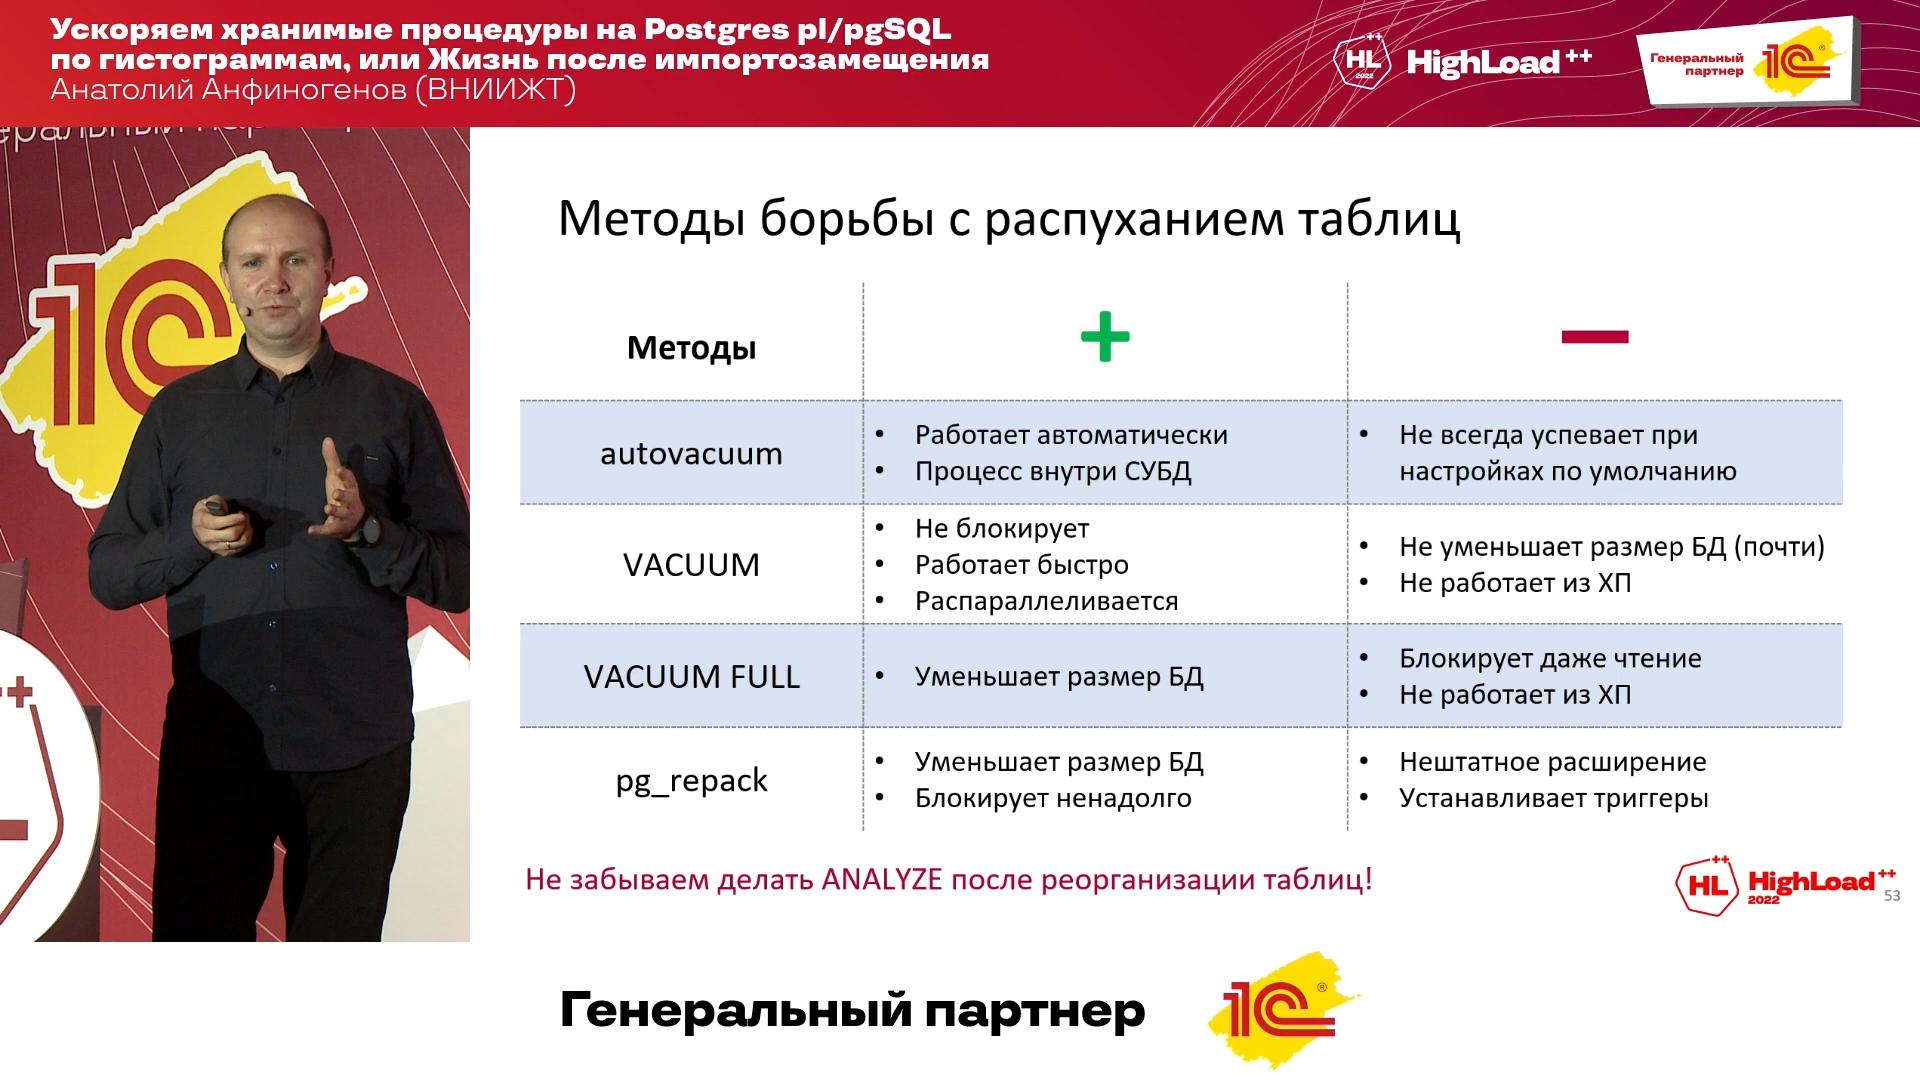 Ускоряем хранимые процедуры на Postgres pl/pgSQL
по гистограммам, или Жизнь после импортозамещения
Анатолий Анфиногенов (ВНИИЖТ)
HL++
2022
HighLoad++
Генеральный
партнер
1С®
1С
Методы борьбы с распуханием таблиц
Методы
+
−
autovacuum
• Работает автоматически
• Процесс внутри СУБД
• Не всегда успевает при
настройках по умолчанию
VACUUM
• Не блокирует
• Работает быстро
• Распараллеливается
• Не уменьшает размер БД (почти)
• Не работает из ХП
VACUUM FULL
• Уменьшает размер БД
• Блокирует даже чтение
• Не работает из ХП
pg_repack
• Уменьшает размер БД
• Блокирует ненадолго
• Нештатное расширение
• Устанавливает триггеры
Не забываем делать ANALYZE после реорганизации таблиц!
HL++
HighLoad++
2022
53
Генеральный партнер
1С®